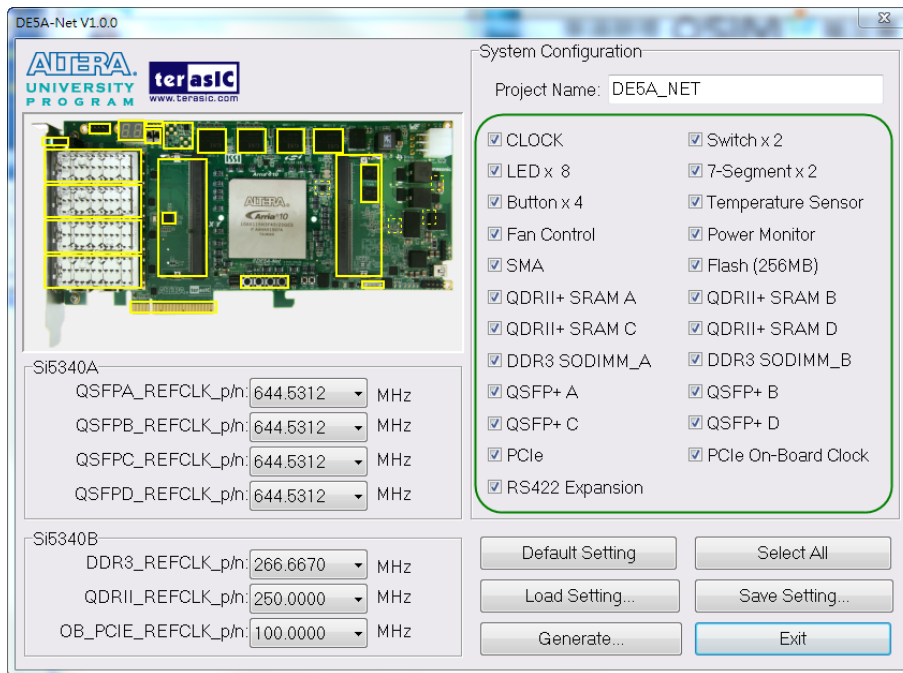 DE5A-Net V1.0.0
ALTERA.
UNIVERSITY
PROGRAM
terasIC
www.terasic.com
ISSI
ALTERA.
Arria 10
System Configuration
Project Name: DE5A_NET
CLOCK
Switch x 2
LED x 8
7-Segment x 2
Button x 4
Temperature Sensor
Fan Control
Power Monitor
SMA
Flash (256MB)
QDRII+ SRAM A
QDRII+ SRAM B
QDRII+ SRAM C
QDRII+ SRAM D
DDR3 SODIMM_A
DDR3 SODIMM_B
QSFP+ A
QSFP+ B
QSFP+ C
QSFP+ D
PCIe
PCIe On-Board Clock
RS422 Expansion
Si5340A
QSFPA_REFCLK_p/n: 644.5312 MHz
QSFPB_REFCLK_p/n: 644.5312 MHz
QSFPC_REFCLK_p/n: 644.5312 MHz
QSFPD_REFCLK_p/n: 644.5312 MHz
Si5340B
DDR3_REFCLK_p/n: 266.6670 MHz
QDRII_REFCLK_p/n: 250.0000 MHz
OB_PCIE_REFCLK_p/n: 100.0000 MHz
Default Setting
Select All
Load Setting...
Save Setting...
Generate...
Exit